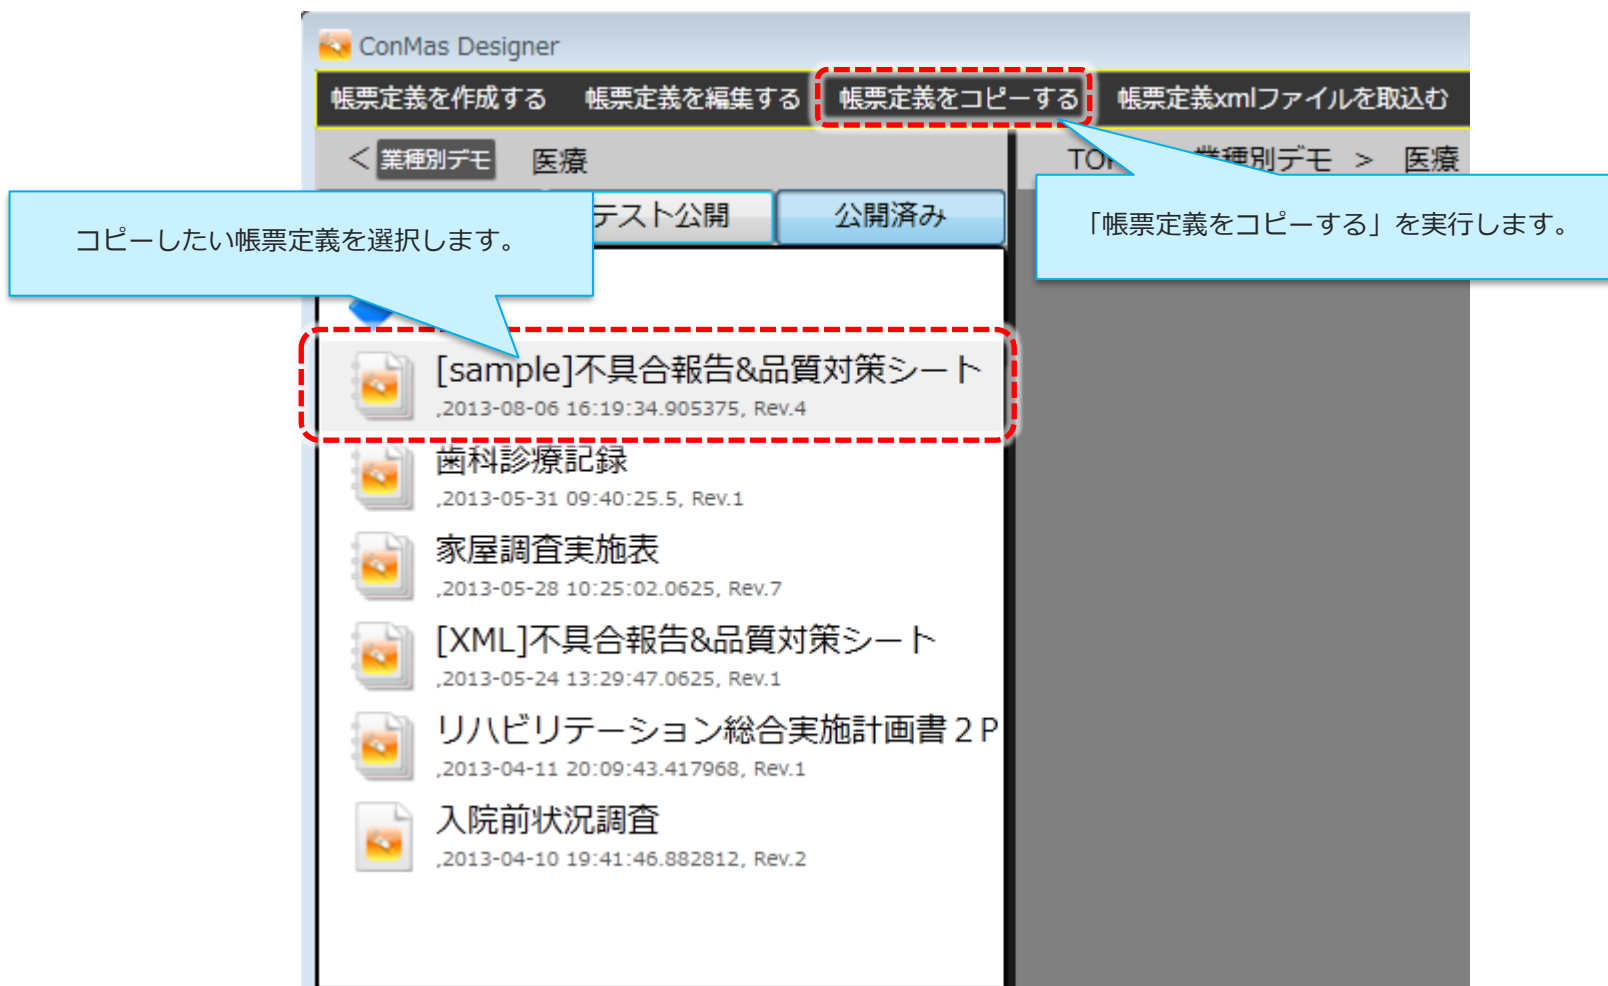 ConMas Designer
帳票定義を作成する 帳票定義を編集する 帳票定義をコピーする 帳票定義xmlファイルを取込む
< 業種別デモ 医療
業種別デモ > 医療
コピーしたい帳票定義を選択します。
テスト公開 公開済み
「帳票定義をコピーする」を実行します。
[sample]不具合報告&品質対策シート
,2013-08-06 16:19:34.905375, Rev.4
歯科診療記録
,2013-05-31 09:40:25.5, Rev.1
家屋調査実施表
,2013-05-28 10:25:02.0625, Rev.7
[XML]不具合報告&品質対策シート
,2013-05-24 13:29:47.0625, Rev.1
リハビリテーション総合実施計画書２P
,2013-04-11 20:09:43.417968, Rev.1
入院前状況調査
,2013-04-10 19:41:46.882812, Rev.2